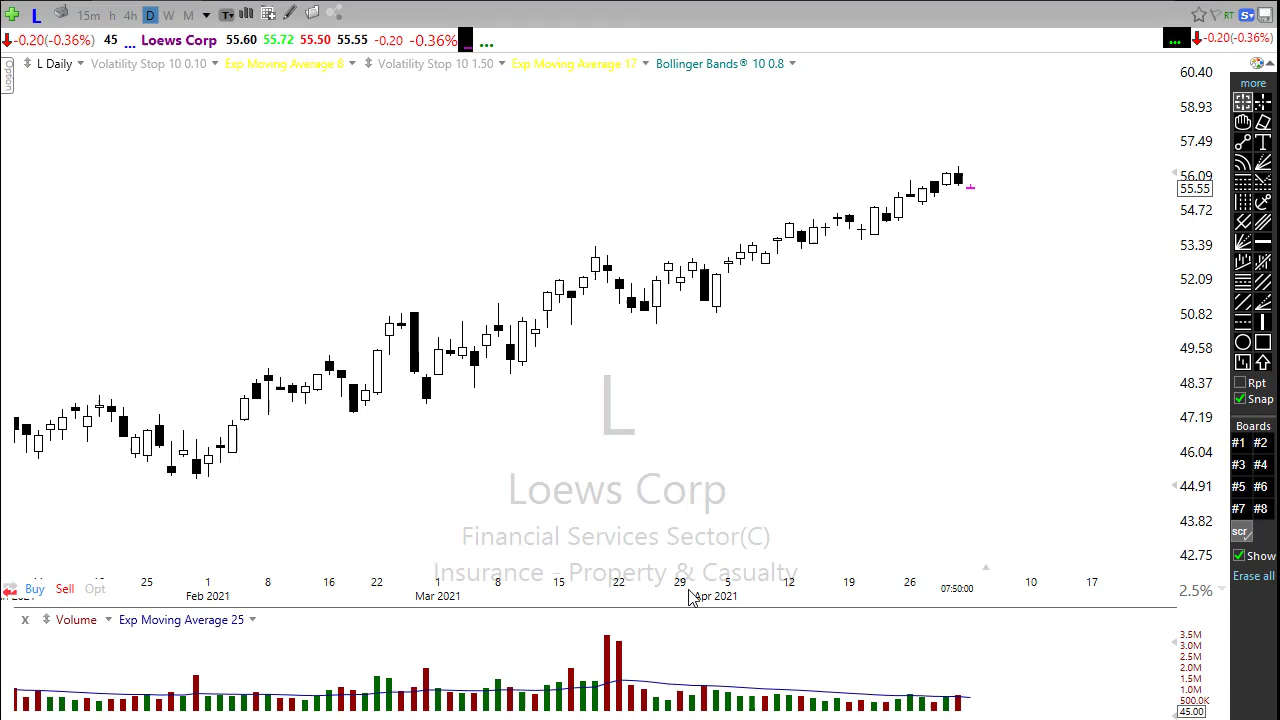 L 15m h 4h D W M T RT S
-0.20(-0.36%) 45 ... Loews Corp 55.60 55.72 55.50 55.55 -0.20 -0.36% ... ... -0.20(-0.36%)
Option
L Daily Volatility Stop 10 0.10 Exp Moving Average 8 Volatility Stop 10 1.50 Exp Moving Average 17 Bollinger Bands® 10 0.8
more
60.40
58.93
57.49
56.09
55.55
54.72
53.39
52.09
50.82
49.58
48.37
47.19
46.04
44.91
43.82
42.75
2.5%
L
Loews Corp
Financial Services Sector(C)
Insurance - Property & Casualty
Rpt
Snap
Boards
#1 #2
#3 #4
#5 #6
#7 #8
scr
Show
Erase all
25 1 8 16 22 1 8 15 22 29 5 12 19 26 10 17
Buy Sell Opt
Feb 2021 Mar 2021 Apr 2021 07:50:00
x Volume Exp Moving Average 25
3.5M
3.0M
2.5M
2.0M
1.5M
1.0M
500.0K
45.00